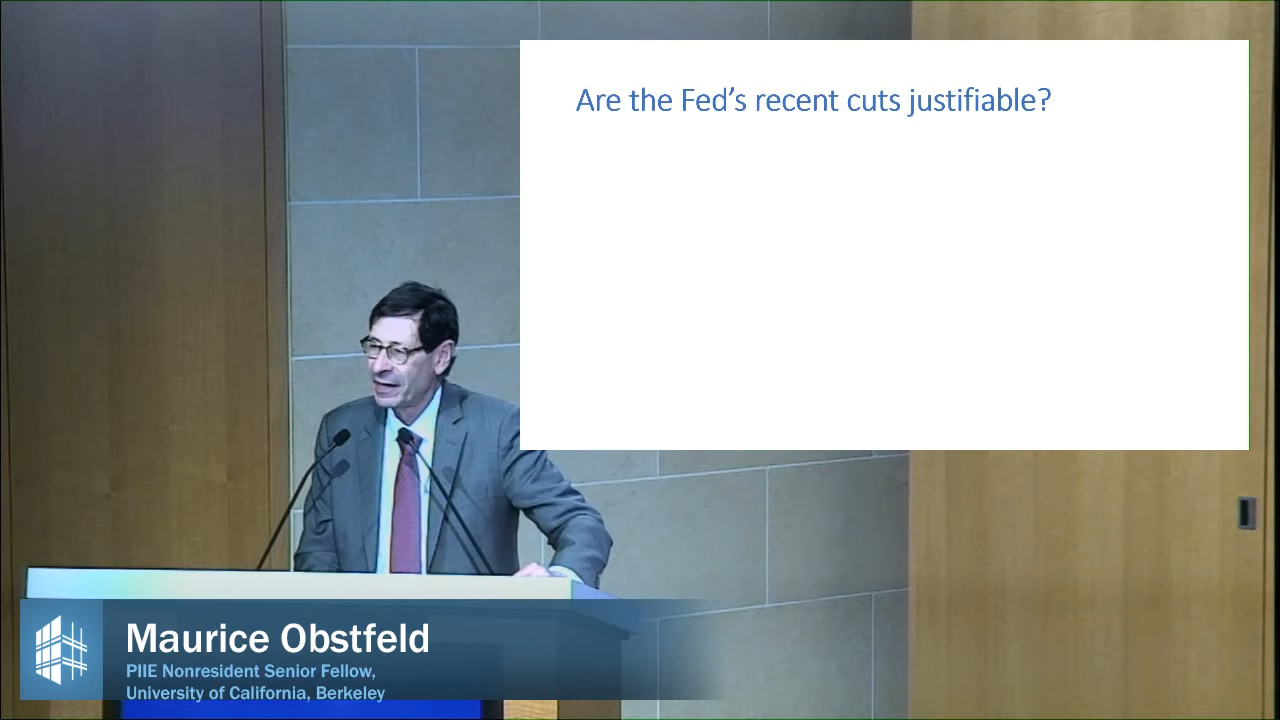 Are the Fed's recent cuts justifiable?
Maurice Obstfeld
PIIE Nonresident Senior Fellow,
University of California, Berkeley